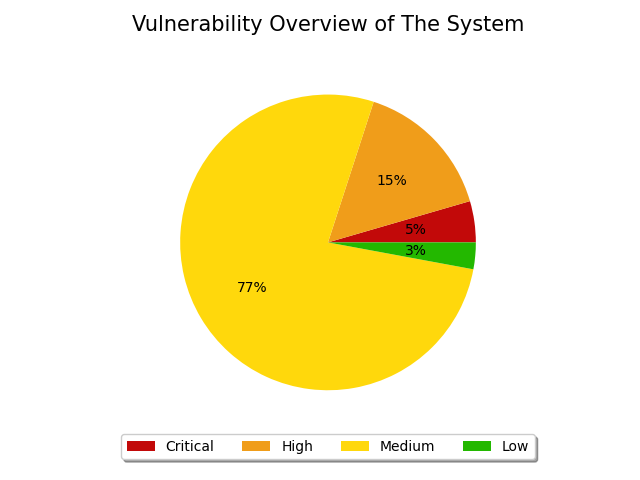 Vulnerability Overview of The System
15%
5%
3%
77%
Critical High Medium Low